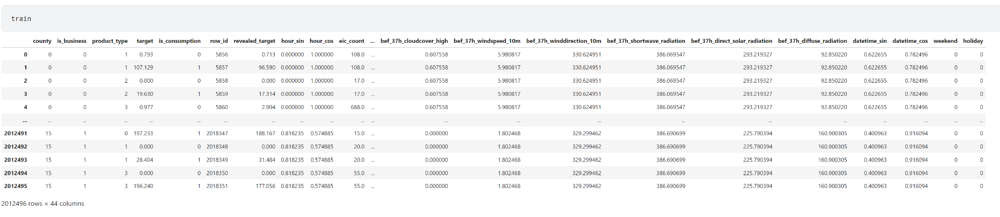 train
county is_business product_type target is_consumption row_id revealed_target hour_sin hour_cos eic_count ... bef_37h_cloudcover_high bef_37h_windspeed_10m bef_37h_winddirection_10m bef_37h_shortwave_radiation bef_37h_direct_solar_radiation bef_37h_diffuse_radiation datetime_sin datetime_cos weekend holiday
0 0 0 1 0.793 0 5856 0.713 0.000000 1.000000 108.0 ... 0.607558 5.980817 330.624951 386.069547 293.219327 92.850220 0.622655 0.782496 0 0
1 0 0 1 107.129 1 5857 96.590 0.000000 1.000000 108.0 ... 0.607558 5.980817 330.624951 386.069547 293.219327 92.850220 0.622655 0.782496 0 0
2 0 0 2 0.000 0 5858 0.000 0.000000 1.000000 17.0 ... 0.607558 5.980817 330.624951 386.069547 293.219327 92.850220 0.622655 0.782496 0 0
3 0 0 2 19.630 1 5859 17.314 0.000000 1.000000 17.0 ... 0.607558 5.980817 330.624951 386.069547 293.219327 92.850220 0.622655 0.782496 0 0
4 0 0 3 0.977 0 5860 2.904 0.000000 1.000000 688.0 ... 0.607558 5.980817 330.624951 386.069547 293.219327 92.850220 0.622655 0.782496 0 0
... ... ... ... ... ... ... ... ... ... ... ... ... ... ... ... ... ... ... ... ... ...
2012491 15 1 0 197.233 1 2018347 188.167 0.818235 0.574885 15.0 ... 0.000000 1.802468 329.299462 386.690699 225.790394 160.900305 0.400963 0.916094 0 0
2012492 15 1 1 0.000 0 2018348 0.000 0.818235 0.574885 20.0 ... 0.000000 1.802468 329.299462 386.690699 225.790394 160.900305 0.400963 0.916094 0 0
2012493 15 1 1 28.404 1 2018349 31.484 0.818235 0.574885 20.0 ... 0.000000 1.802468 329.299462 386.690699 225.790394 160.900305 0.400963 0.916094 0 0
2012494 15 1 3 0.000 0 2018350 0.000 0.818235 0.574885 55.0 ... 0.000000 1.802468 329.299462 386.690699 225.790394 160.900305 0.400963 0.916094 0 0
2012495 15 1 3 196.240 1 2018351 177.056 0.818235 0.574885 55.0 ... 0.000000 1.802468 329.299462 386.690699 225.790394 160.900305 0.400963 0.916094 0 0
2012496 rows × 44 columns